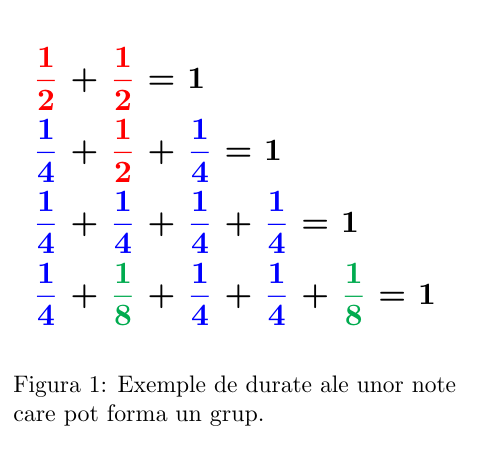 1/2 + 1/2 = 1
1/4 + 1/2 + 1/4 = 1
1/4 + 1/4 + 1/4 + 1/4 = 1
1/4 + 1/8 + 1/4 + 1/4 + 1/8 = 1
Figura 1: Exemple de durate ale unor note
care pot forma un grup.